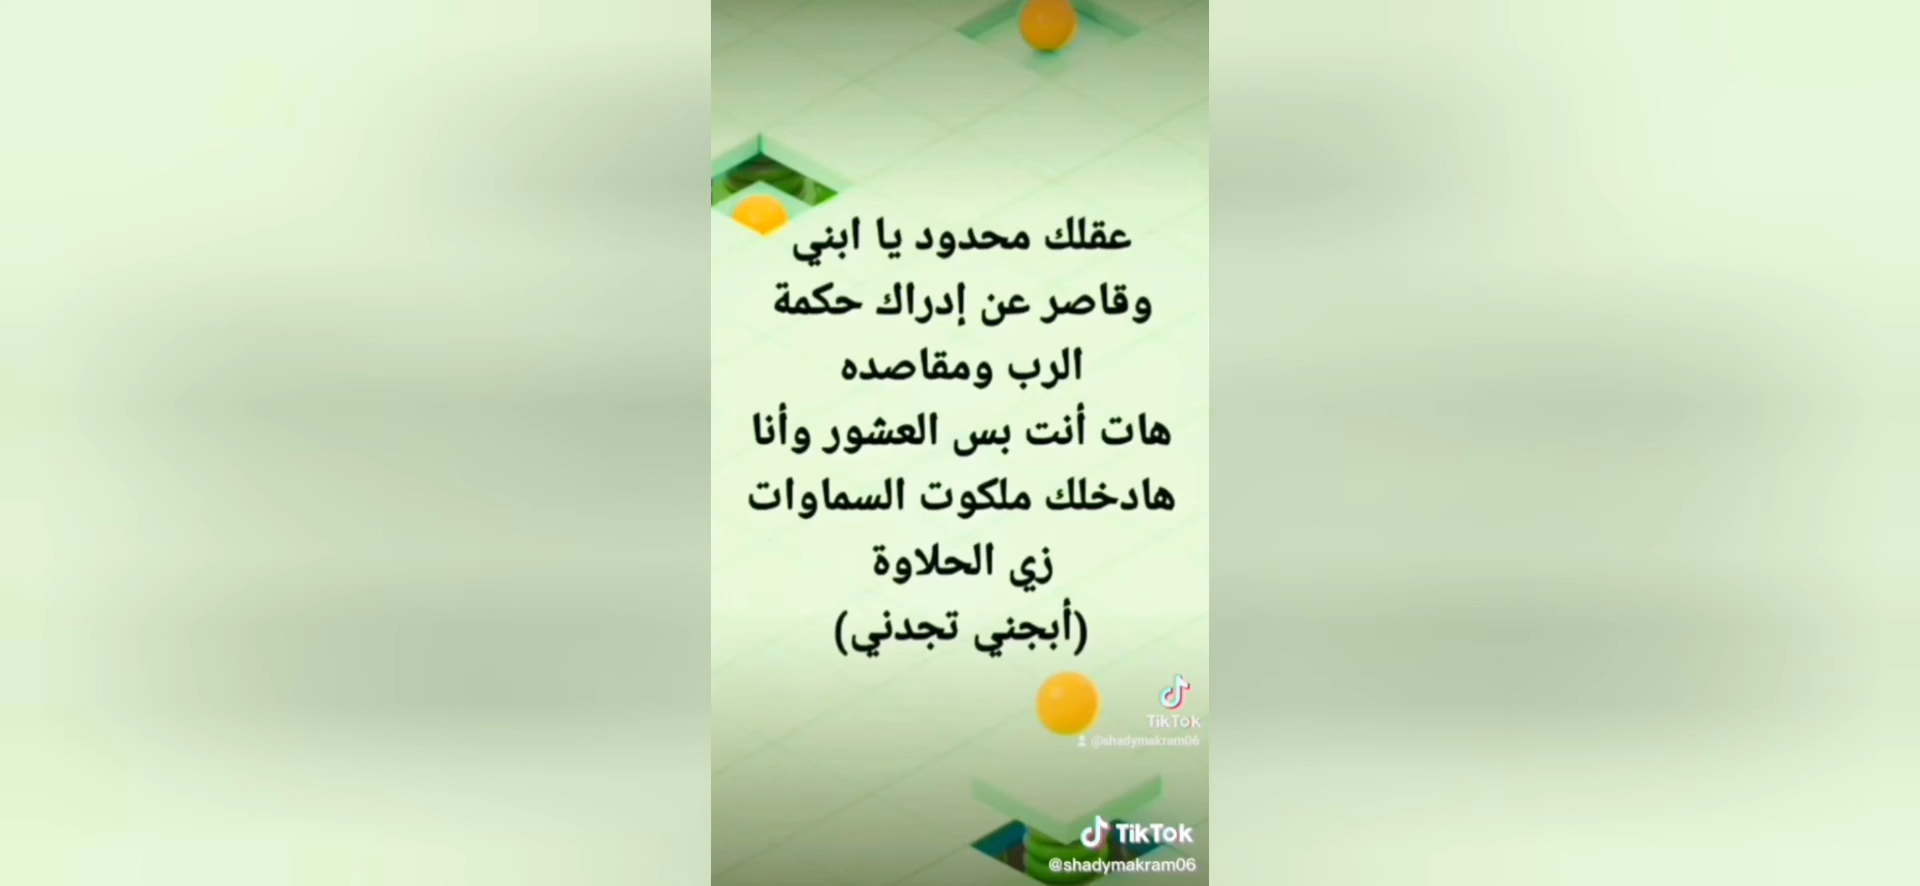 عقلك محدود يا ابني
وقاصر عن إدراك حكمة
الرب ومقاصده
هات أنت بس العشور وأنا
هادخلك ملكوت السماوات
زي الحلاوة
(أبجني تجدني)
TikTok
@shadymakram06
TikTok
@shadymakram06